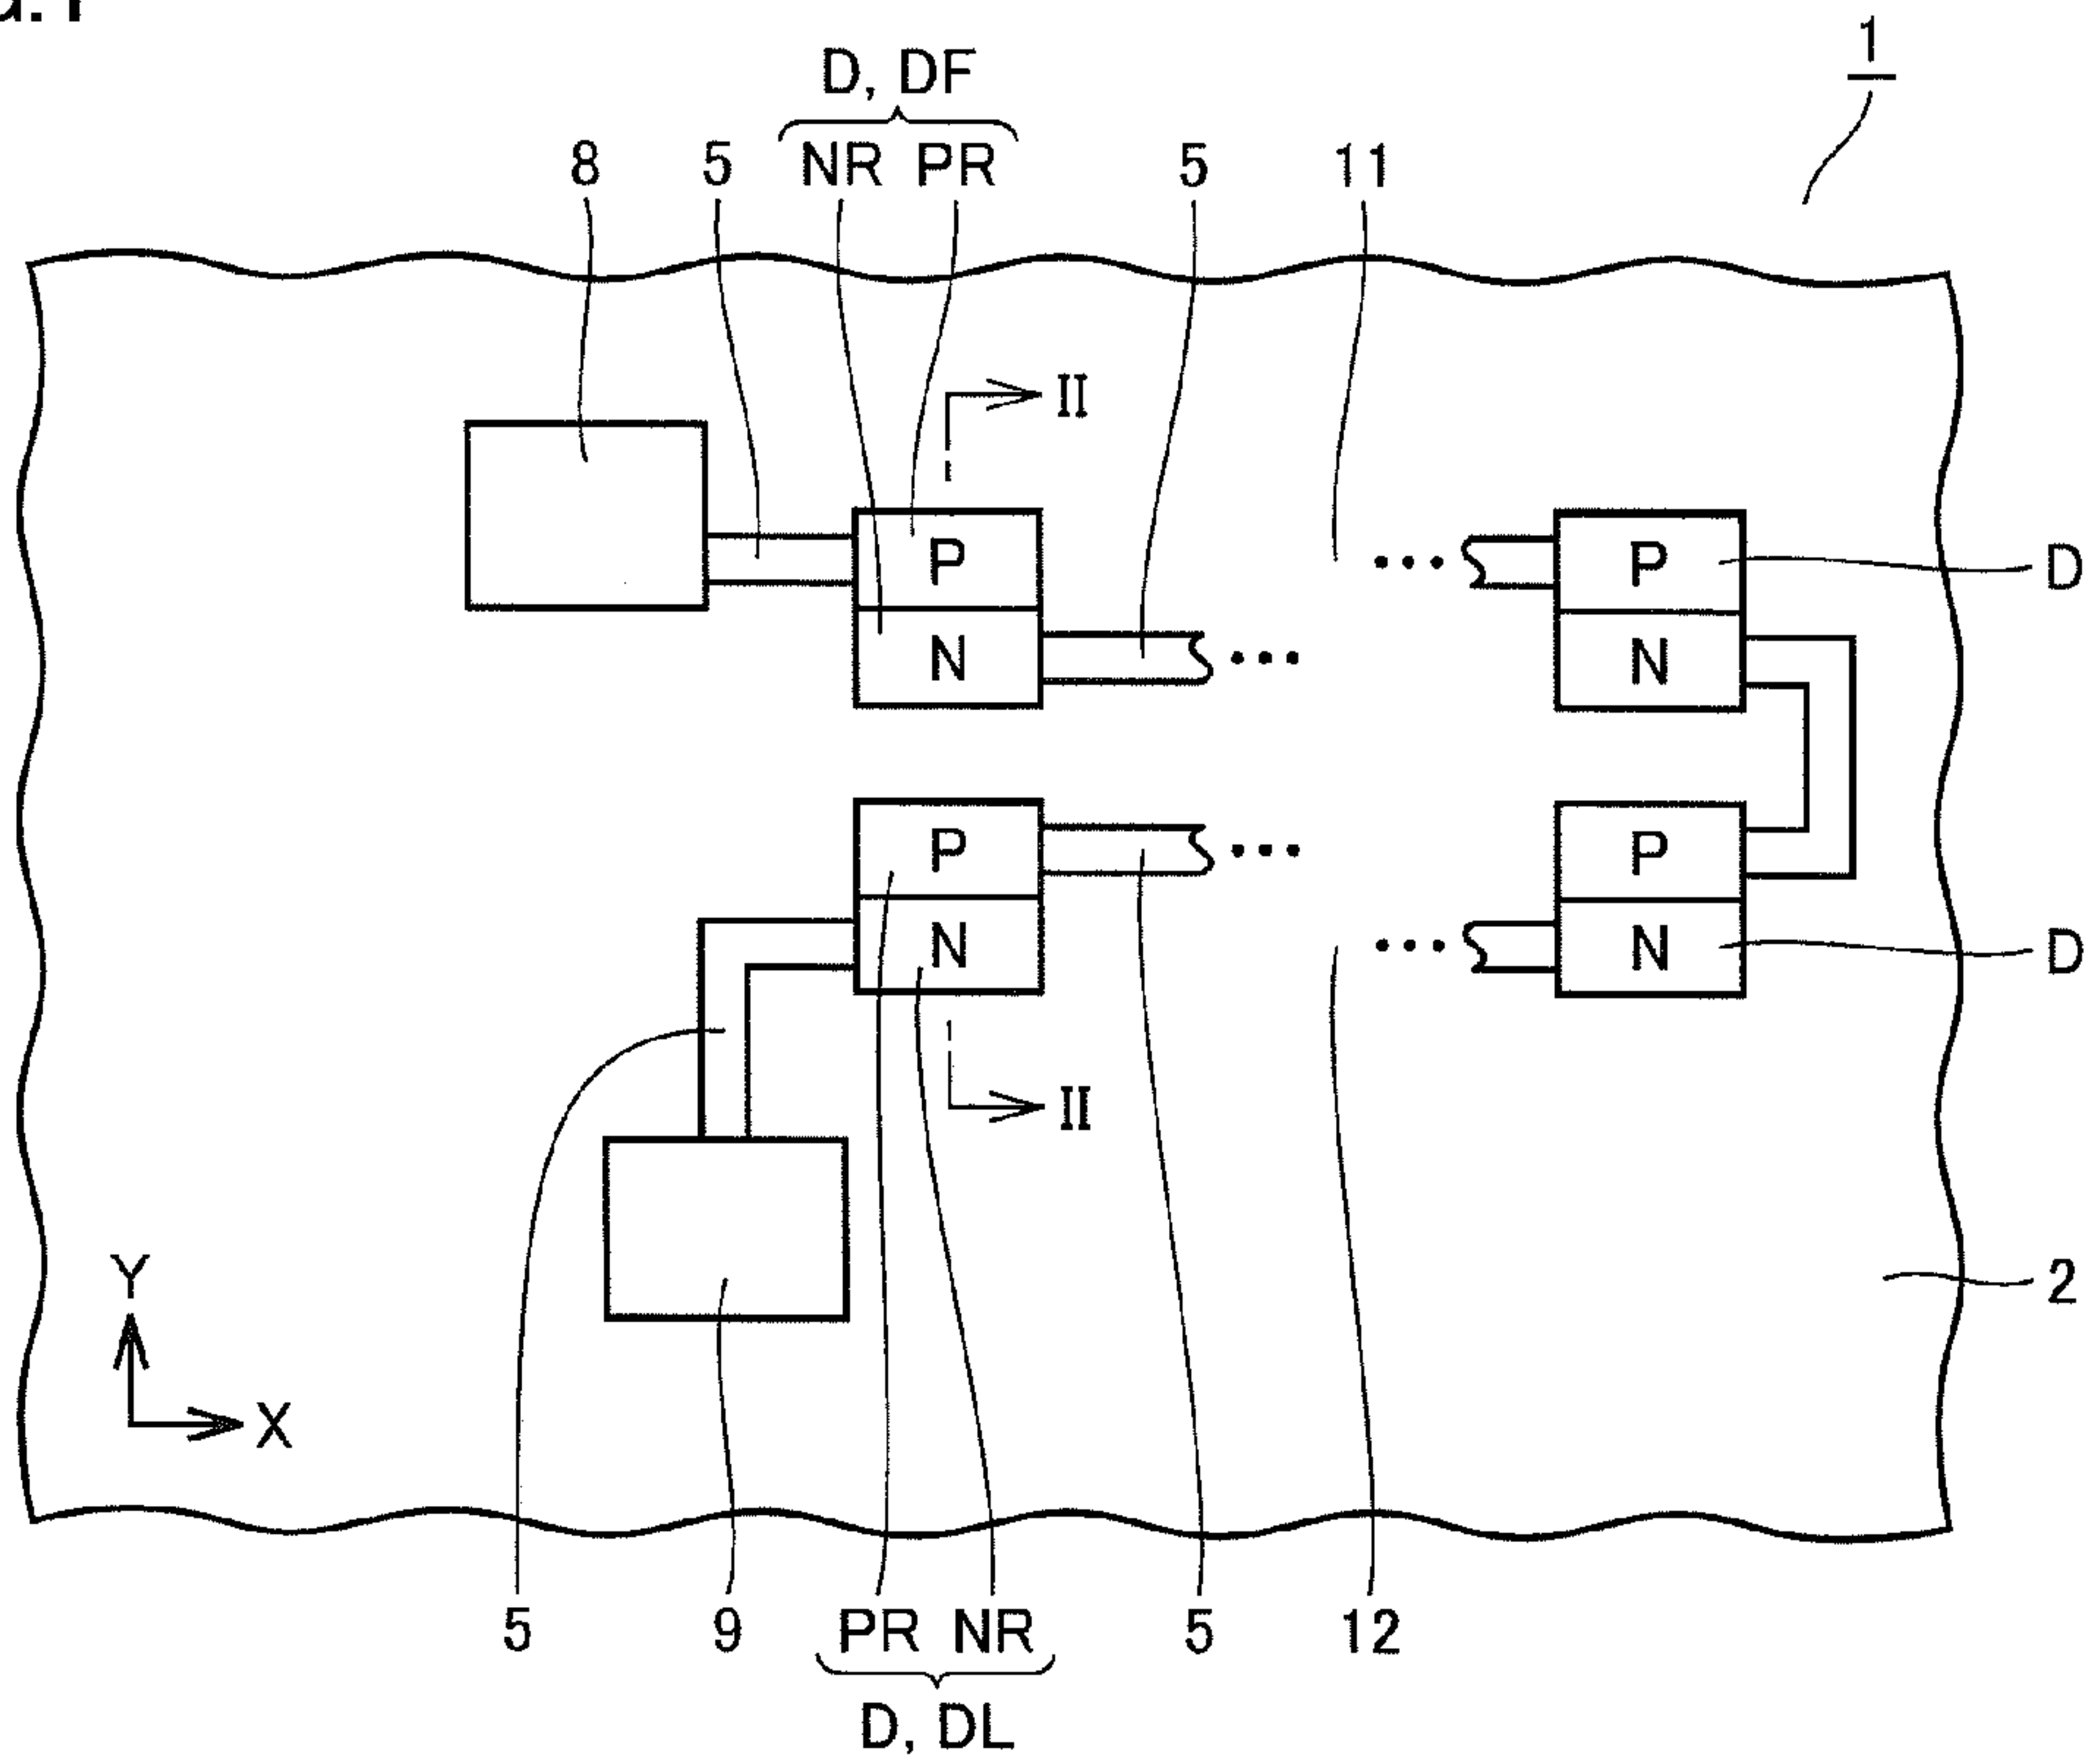 1
D, DF
8 5 NR PR 5 11
II
P P D
N N
P P
N N D
II
2
Y
X
5 9 PR NR 5 12
D, DL